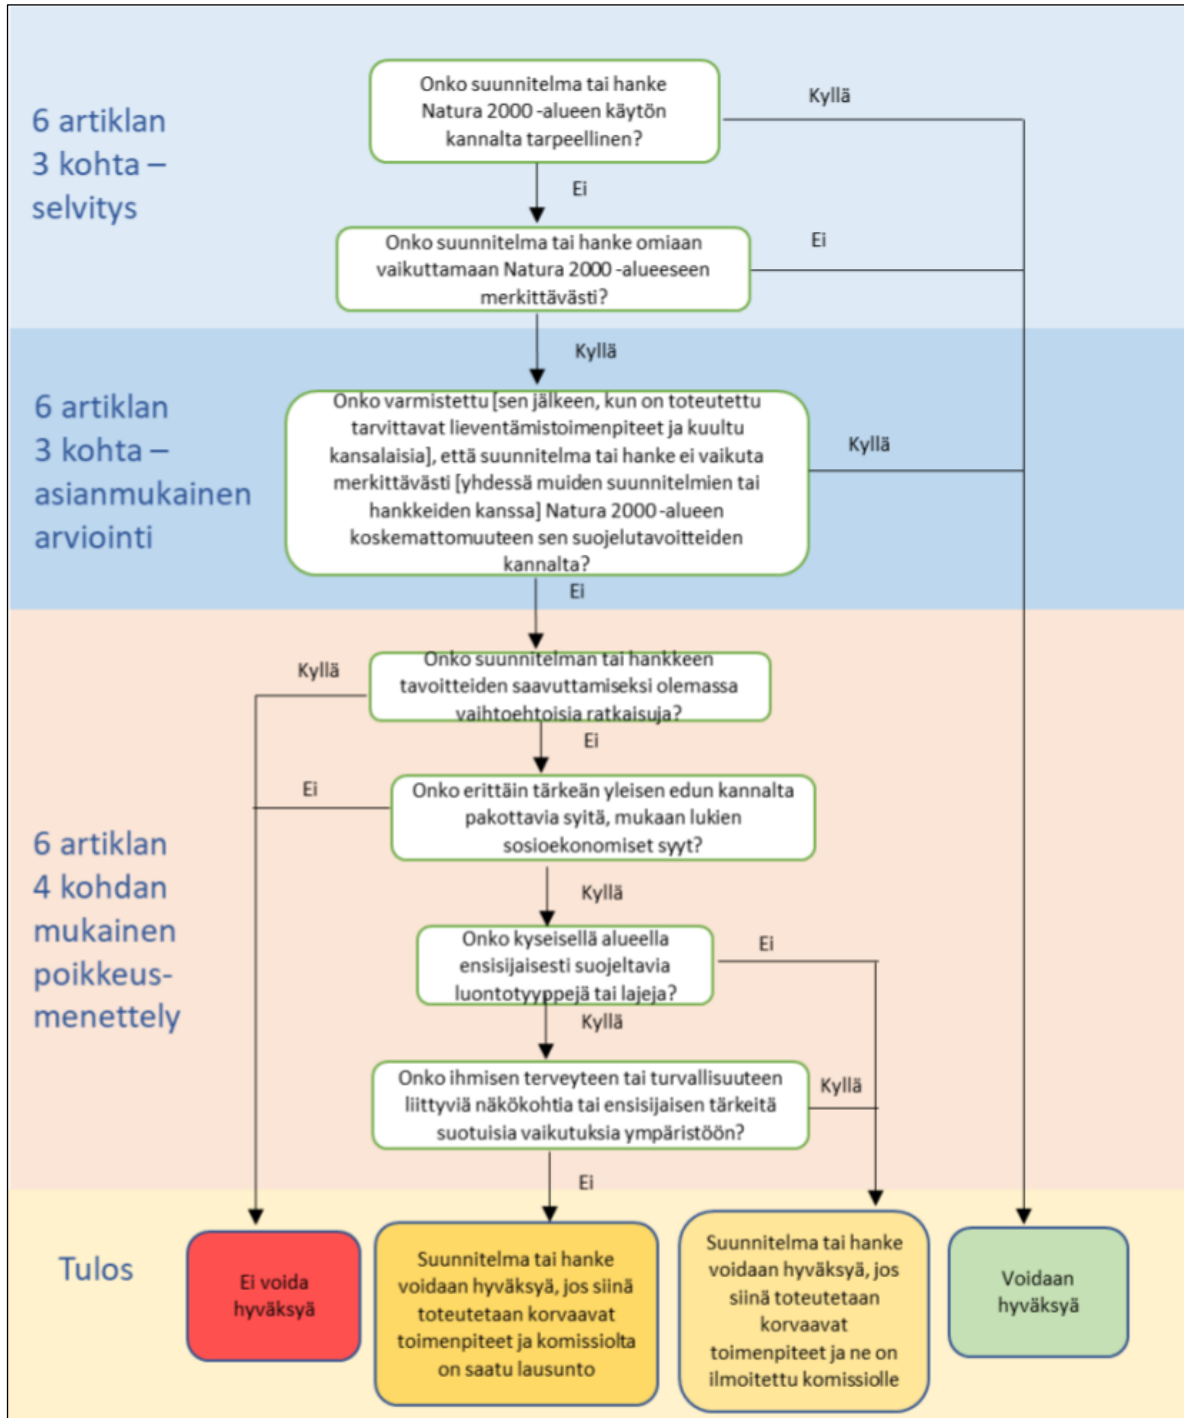 6 artiklan
3 kohta –
selvitys
Onko suunnitelma tai hanke
Natura 2000 -alueen käytön
kannalta tarpeellinen?
Kyllä
Ei
Onko suunnitelma tai hanke omiaan
vaikuttamaan Natura 2000 -alueeseen
merkittävästi?
Ei
Kyllä
6 artiklan
3 kohta –
asianmukainen
arviointi
Onko varmistettu [sen jälkeen, kun on toteutettu
tarvittavat lieventämistoimenpiteet ja kuultu
kansalaisia], että suunnitelma tai hanke ei vaikuta
merkittävästi [yhdessä muiden suunnitelmien tai
hankkeiden kanssa] Natura 2000 -alueen
koskemattomuuteen sen suojelutavoitteiden
kannalta?
Kyllä
Ei
6 artiklan
4 kohdan
mukainen
poikkeus-
menettely
Onko suunnitelman tai hankkeen
tavoitteiden saavuttamiseksi olemassa
vaihtoehtoisia ratkaisuja?
Kyllä
Ei
Onko erittäin tärkeän yleisen edun kannalta
pakottavia syitä, mukaan lukien
sosioekonomiset syyt?
Ei
Kyllä
Onko kyseisellä alueella
ensisijaisesti suojeltavia
luontotyyppejä tai lajeja?
Ei
Kyllä
Onko ihmisen terveyteen tai turvallisuuteen
liittyviä näkökohtia tai ensisijaisen tärkeitä
suotuisia vaikutuksia ympäristöön?
Kyllä
Ei
Tulos
Ei voida
hyväksyä
Suunnitelma tai hanke
voidaan hyväksyä, jos siinä
toteutetaan korvaavat
toimenpiteet ja komissiolta
on saatu lausunto
Suunnitelma tai hanke
voidaan hyväksyä, jos
siinä toteutetaan
korvaavat
toimenpiteet ja ne on
ilmoitettu komissiolle
Voidaan
hyväksyä